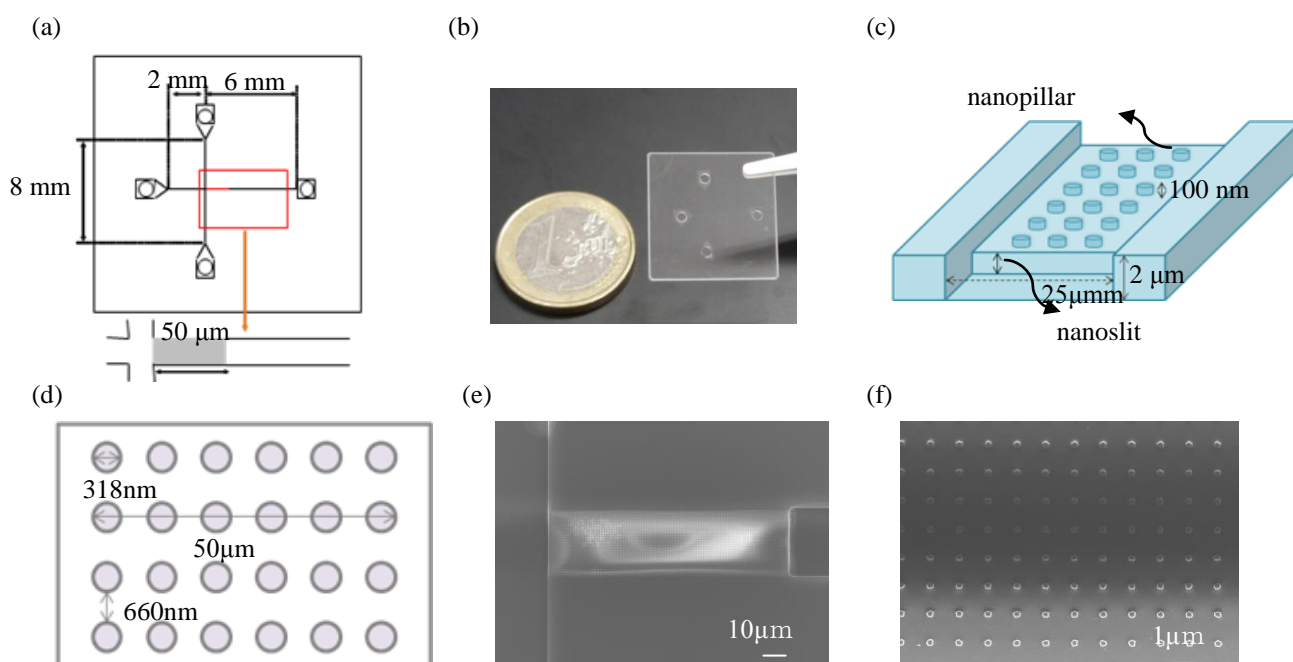 (a)
2 mm
6 mm
8 mm
50 μm
(b)
(c)
nanopillar
100 nm
2 μm
25μmm
nanoslit
(d)
318nm
50μm
660nm
(e)
10μm
(f)
1μm